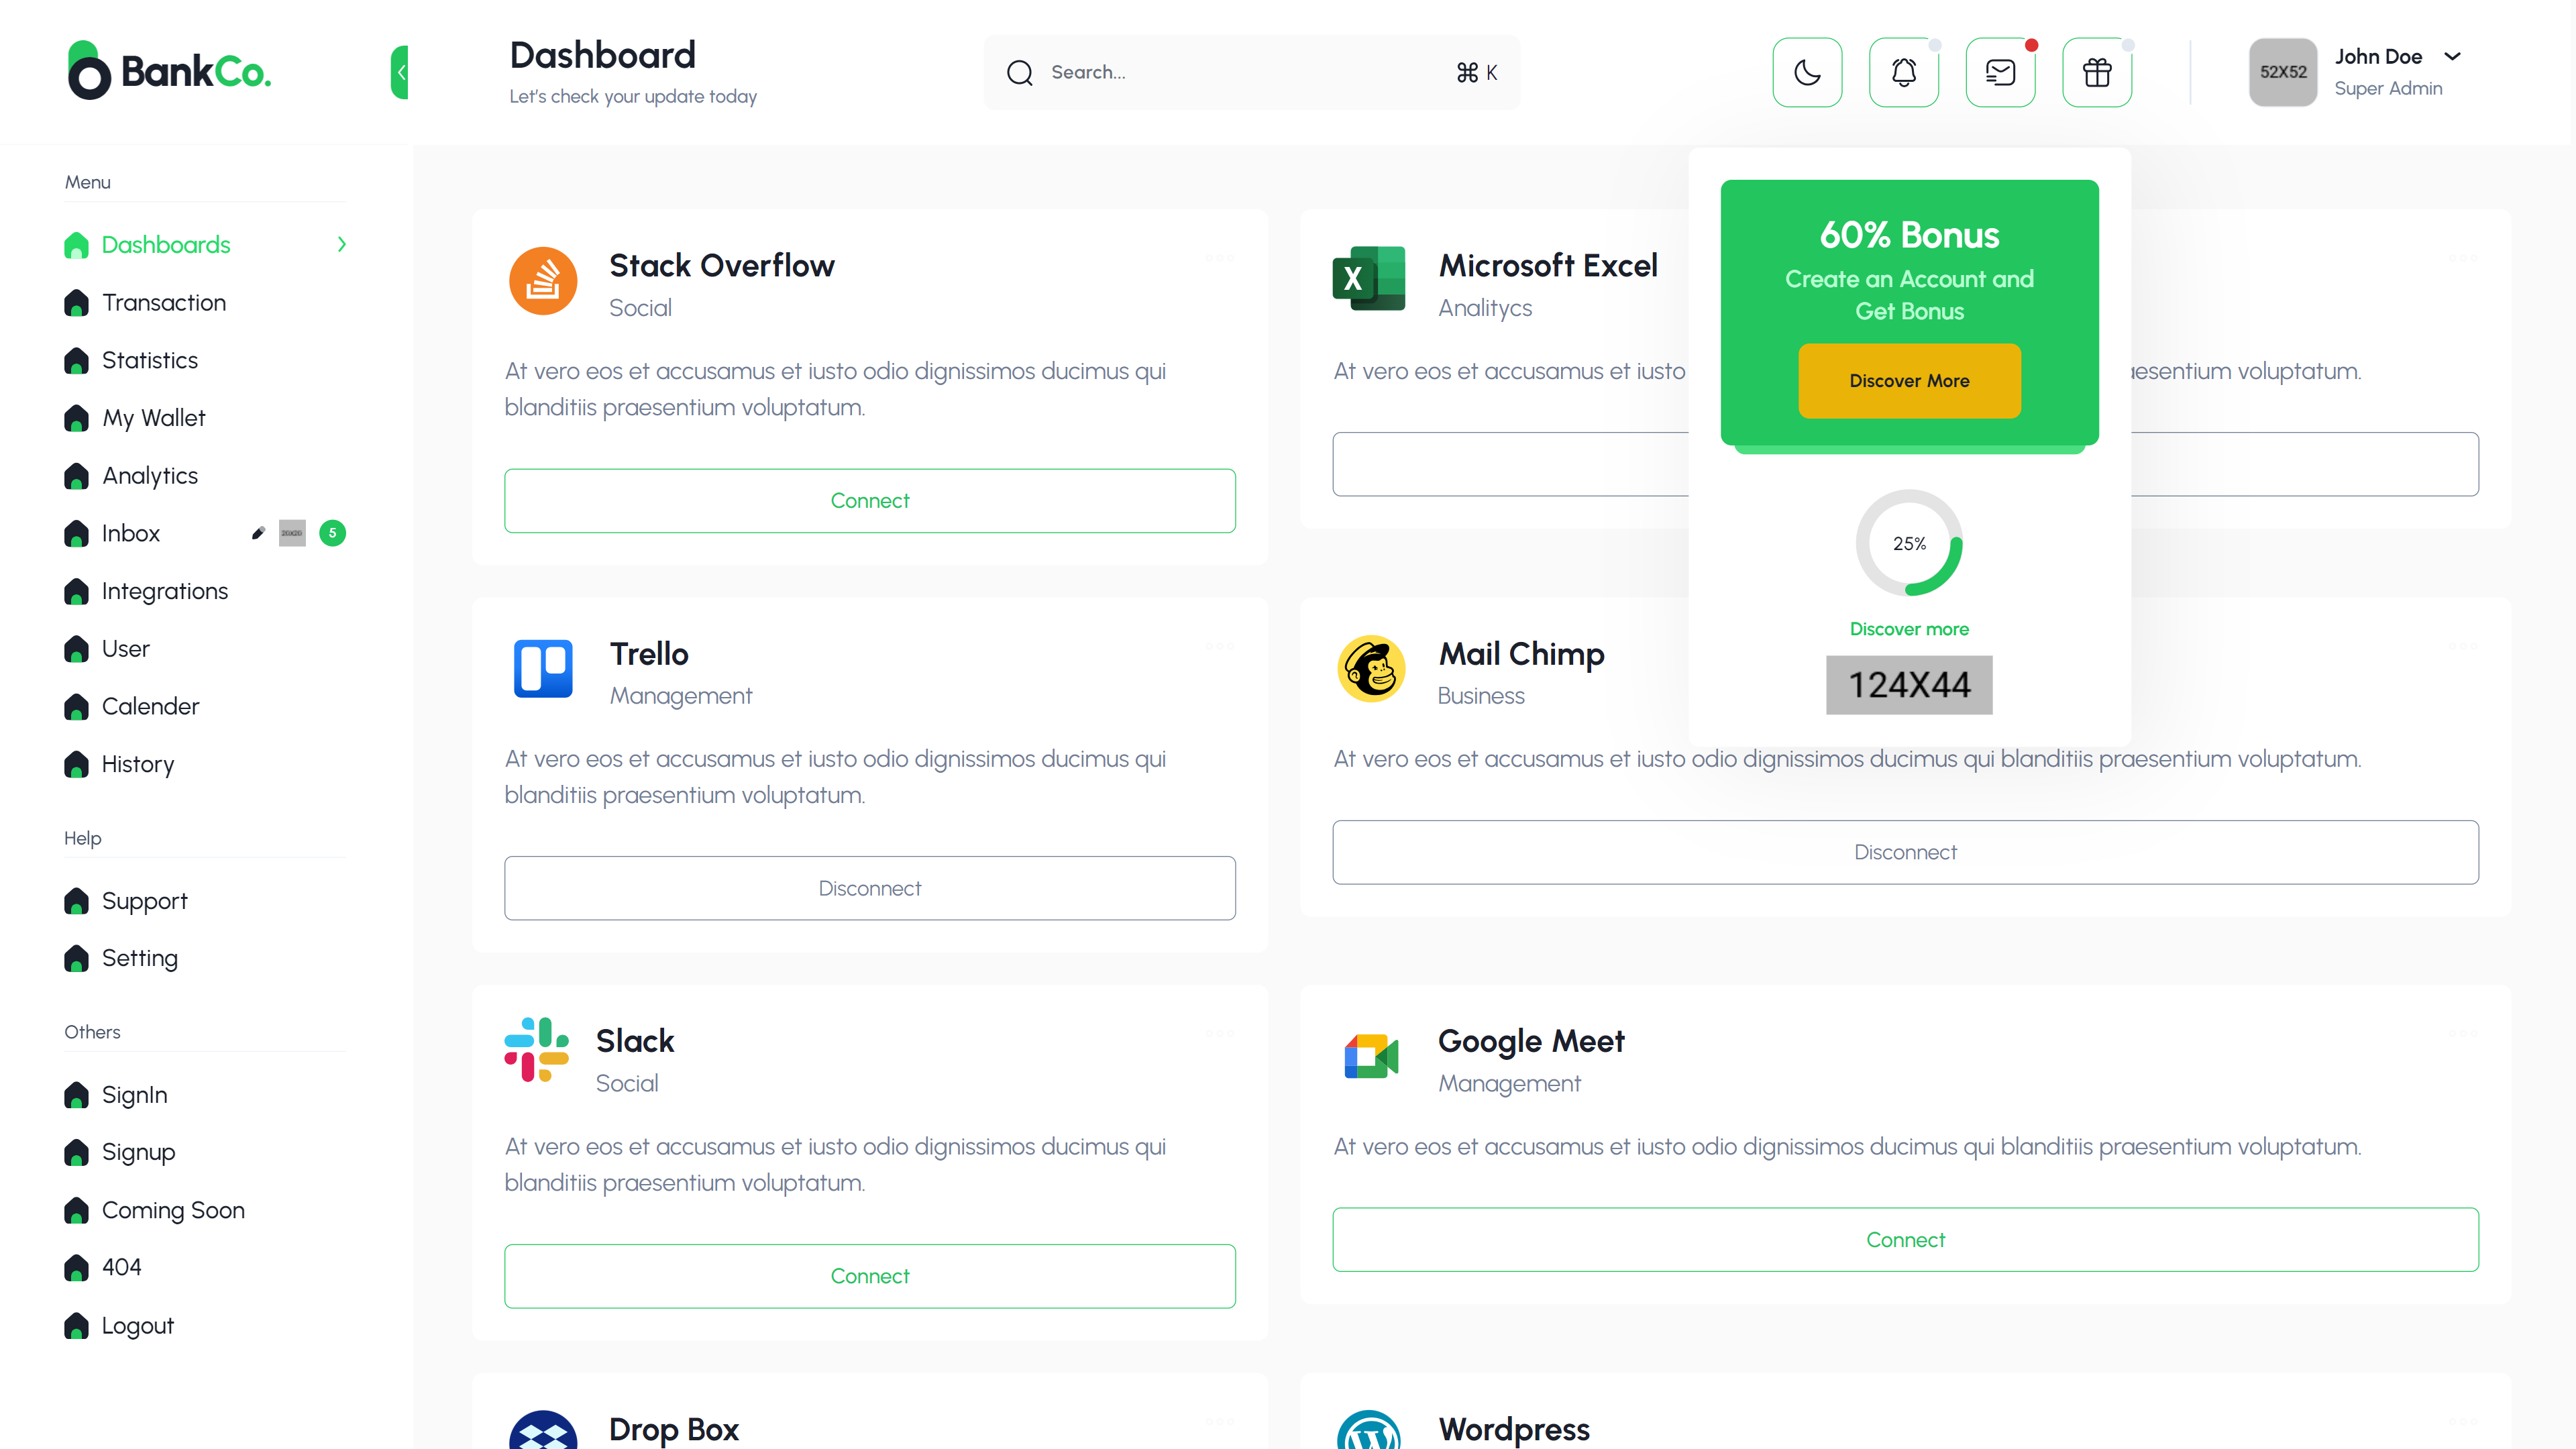 BankCo.
Dashboard
Let's check your update today
Search...
⌘ K
52X52
John Doe
Super Admin
Menu
Dashboards
Transaction
Statistics
My Wallet
Analytics
Inbox
5
Integrations
User
Calender
History
Help
Support
Setting
Others
SignIn
Signup
Coming Soon
404
Logout
Stack Overflow
Social
At vero eos et accusamus et iusto odio dignissimos ducimus qui
blanditiis praesentium voluptatum.
Connect
Microsoft Excel
Analitycs
At vero eos et accusamus et iusto
voluptatum.
60% Bonus
Create an Account and
Get Bonus
Discover More
25%
Discover more
124X44
Trello
Management
At vero eos et accusamus et iusto odio dignissimos ducimus qui
blanditiis praesentium voluptatum.
Disconnect
Mail Chimp
Business
At vero eos et accusamus et iusto odio dignissimos ducimus qui blanditiis praesentium voluptatum.
Disconnect
Slack
Social
At vero eos et accusamus et iusto odio dignissimos ducimus qui
blanditiis praesentium voluptatum.
Connect
Google Meet
Management
At vero eos et accusamus et iusto odio dignissimos ducimus qui blanditiis praesentium voluptatum.
Connect
Drop Box
Wordpress